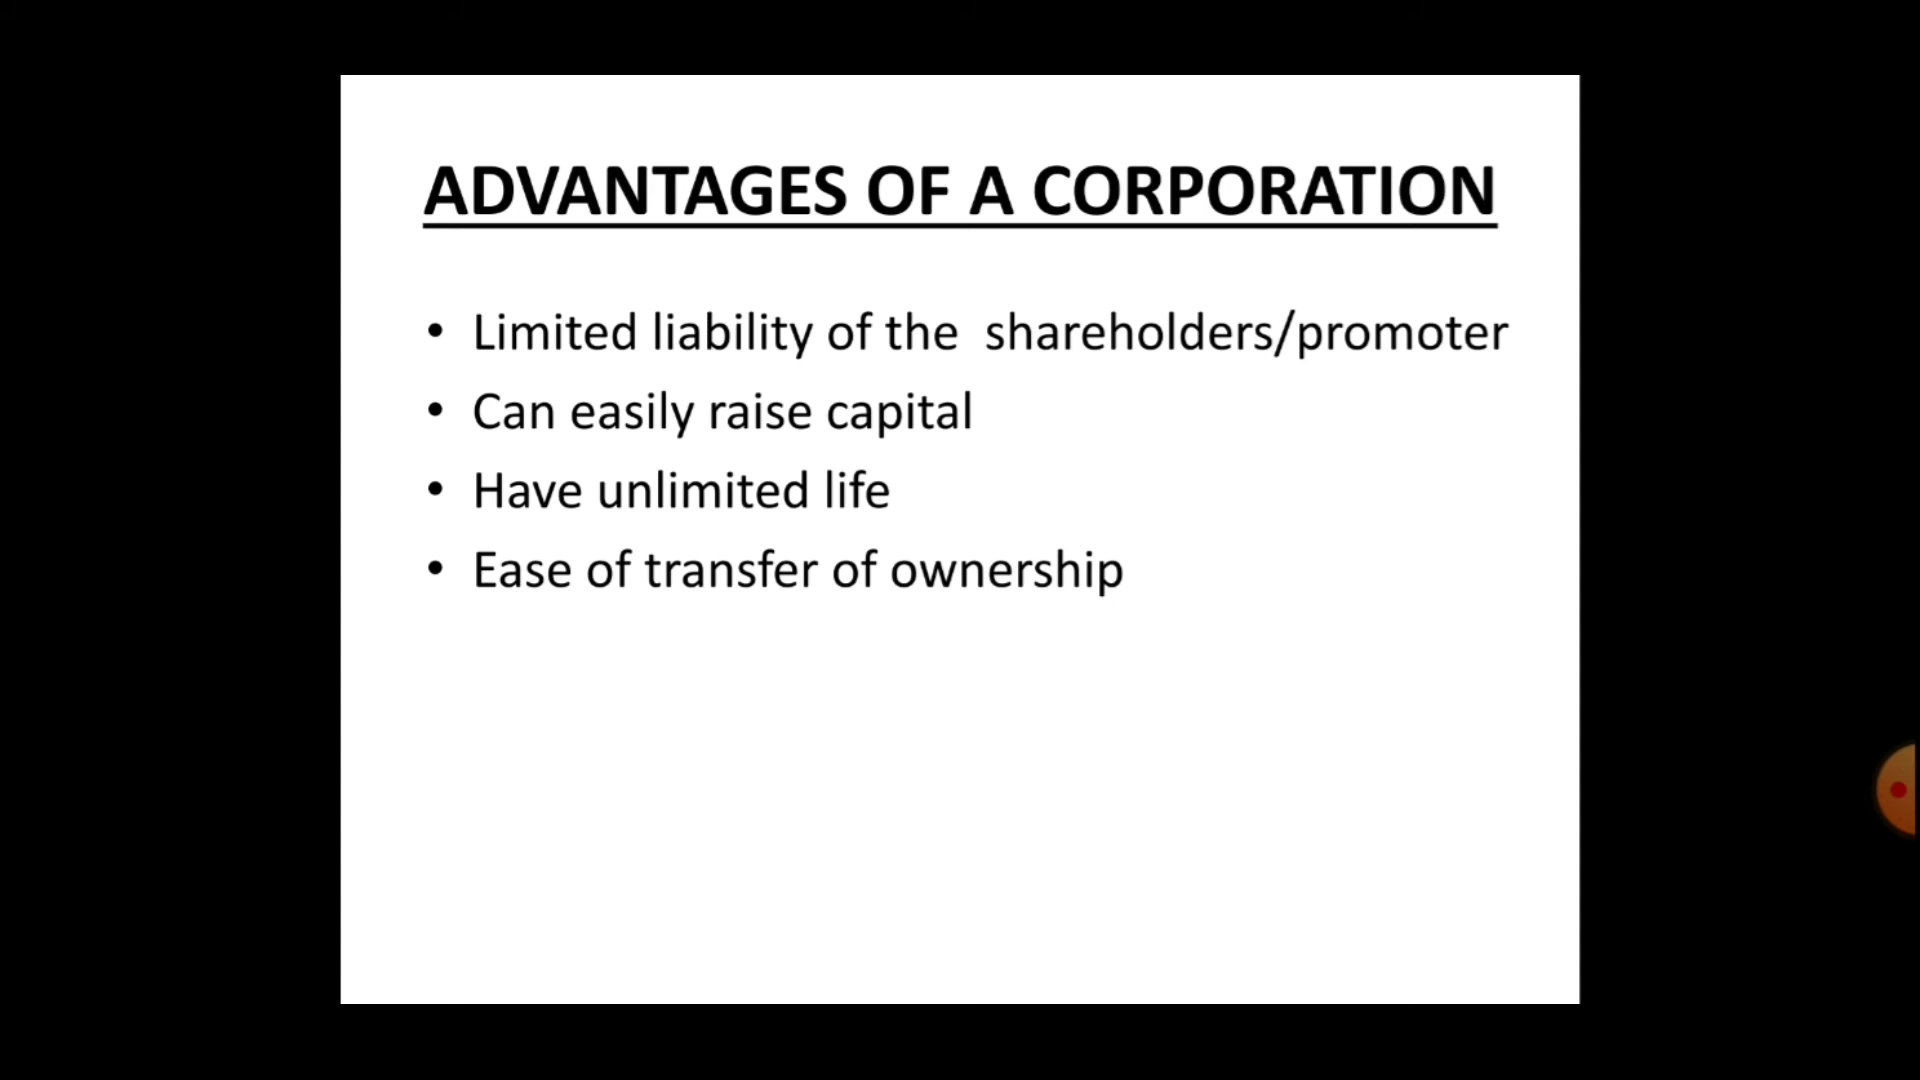 ADVANTAGES OF A CORPORATION
• Limited liability of the  shareholders/promoter
• Can easily raise capital
• Have unlimited life
• Ease of transfer of ownership